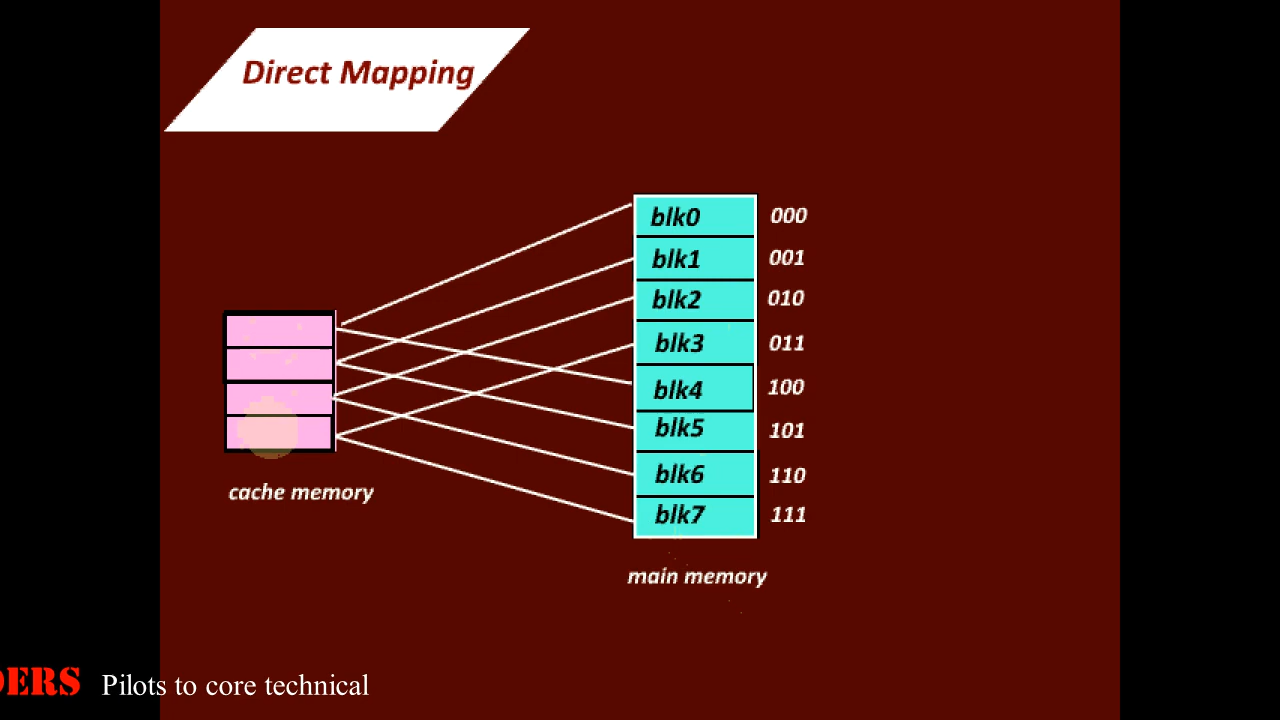 Direct Mapping
blk0 000
blk1 001
blk2 010
blk3 011
blk4 100
blk5 101
blk6 110
blk7 111
cache memory
main memory
Pilots to core technical